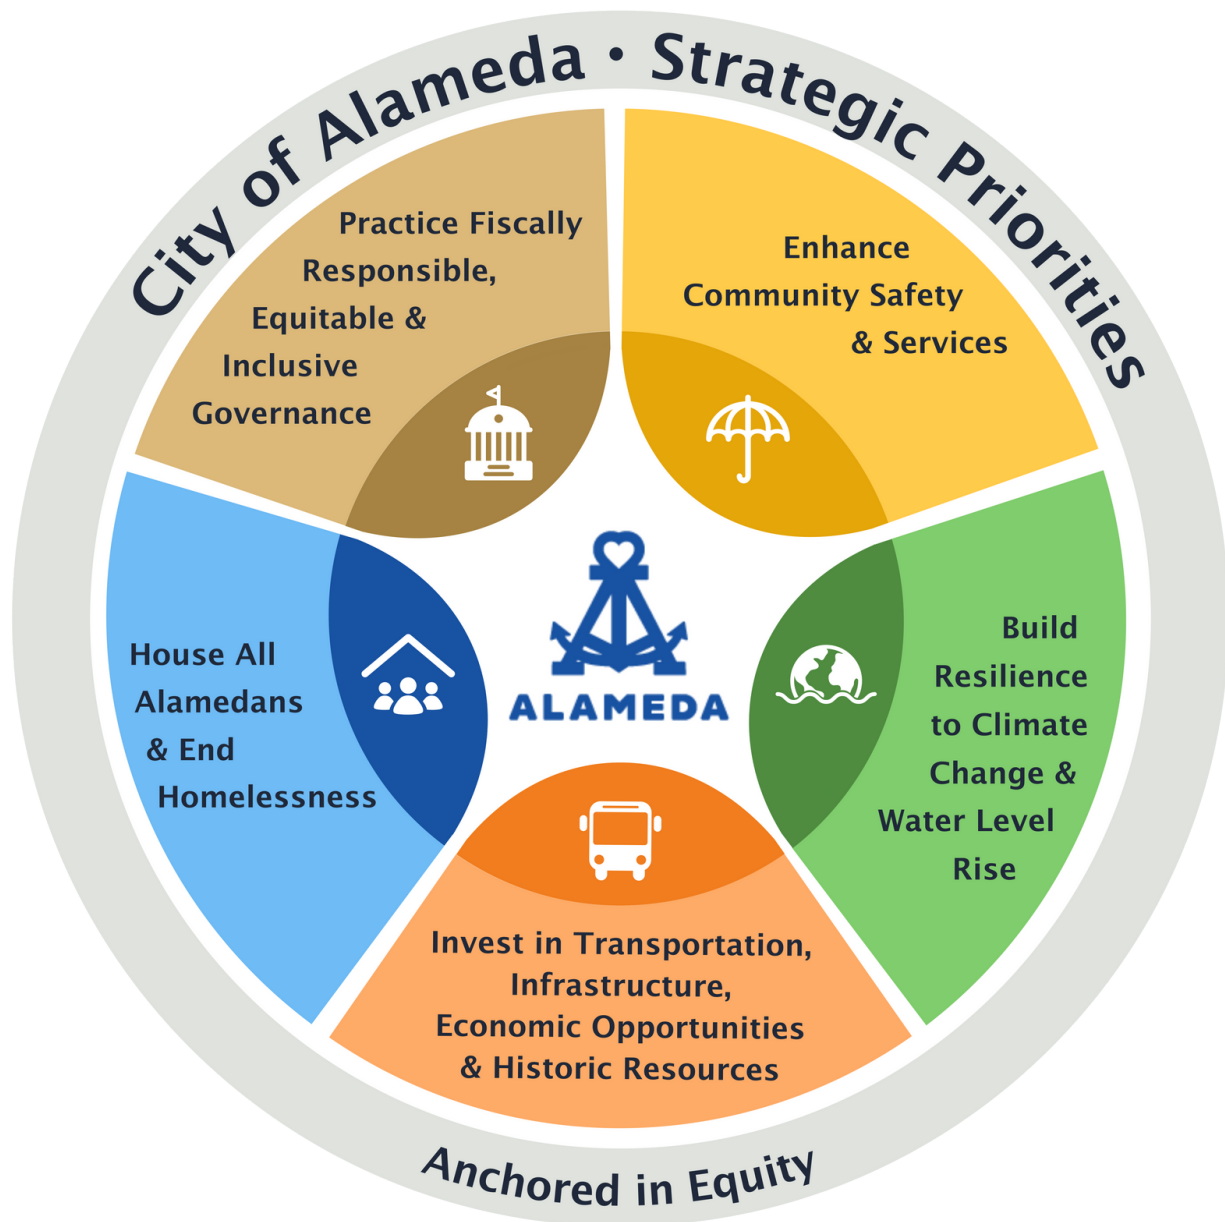 City of Alameda • Strategic Priorities
Practice Fiscally
Responsible,
Equitable &
Inclusive
Governance
Enhance
Community Safety
& Services
Build
Resilience
to Climate
Change &
Water Level
Rise
Invest in Transportation,
Infrastructure,
Economic Opportunities
& Historic Resources
House All
Alamedans
& End
Homelessness
ALAMEDA
Anchored in Equity